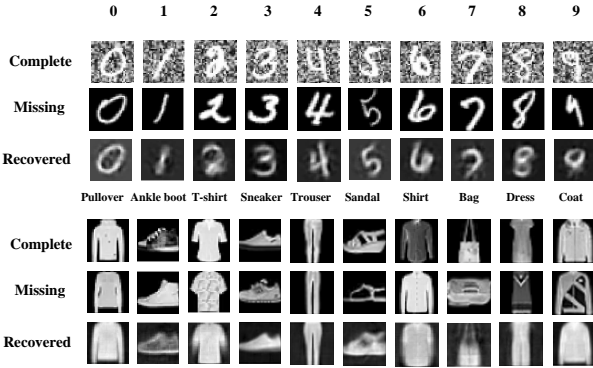 0 1 2 3 4 5 6 7 8 9
Complete
Missing
Recovered
Pullover Ankle boot T-shirt Sneaker Trouser Sandal Shirt Bag Dress Coat
Complete
Missing
Recovered